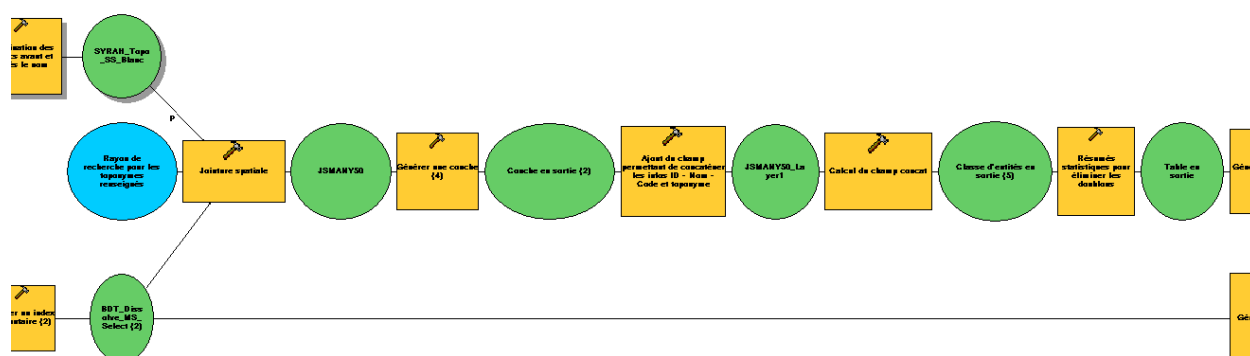 ination des
s avant et
s le nom
SYRAH_Topo
_SS_Blanc
P
Rayon de
recherche pour les
toponymes
renseignés
Jointure spatiale
JSMANY50
Générer une couche
(4)
Couche en sortie (2)
Ajout du champ
permettant de concaténer
les infos ID - Nom -
Code et toponyme
JSMANY50_La
yer1
Calcul du champ concat
Classe d'entités en
sortie (5)
Résumés
statistiques pour
éliminer les
doublons
Table en
sortie
Géné
er un index
utaire (2)
BDT_Diss
olve_MS_
Select (2)
Gé